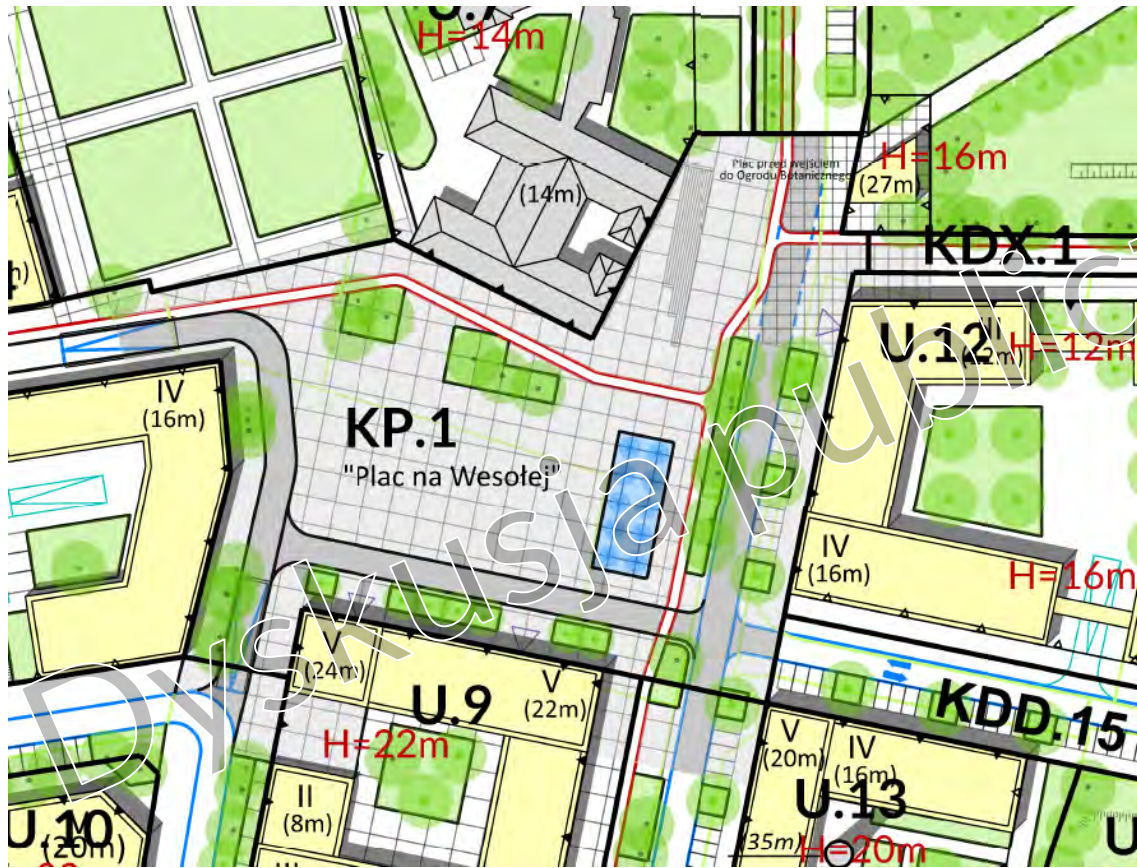 H=14m
(14m)
Plac przed wejściem
do Ogrodu Botanicznego
H=16m
(27m)
KDX.1
U.12
H=12m
IV
(16m)
KP.1
"Plac na Wesołej"
IV
(16m)
H=16m
V
(24m)
V
(22m)
U.9
H=22m
KDD.15
V
(20m)
IV
(16m)
II
(8m)
U.13
(35m)
H=20m
U.10
(20m)
III
Dyskusja public